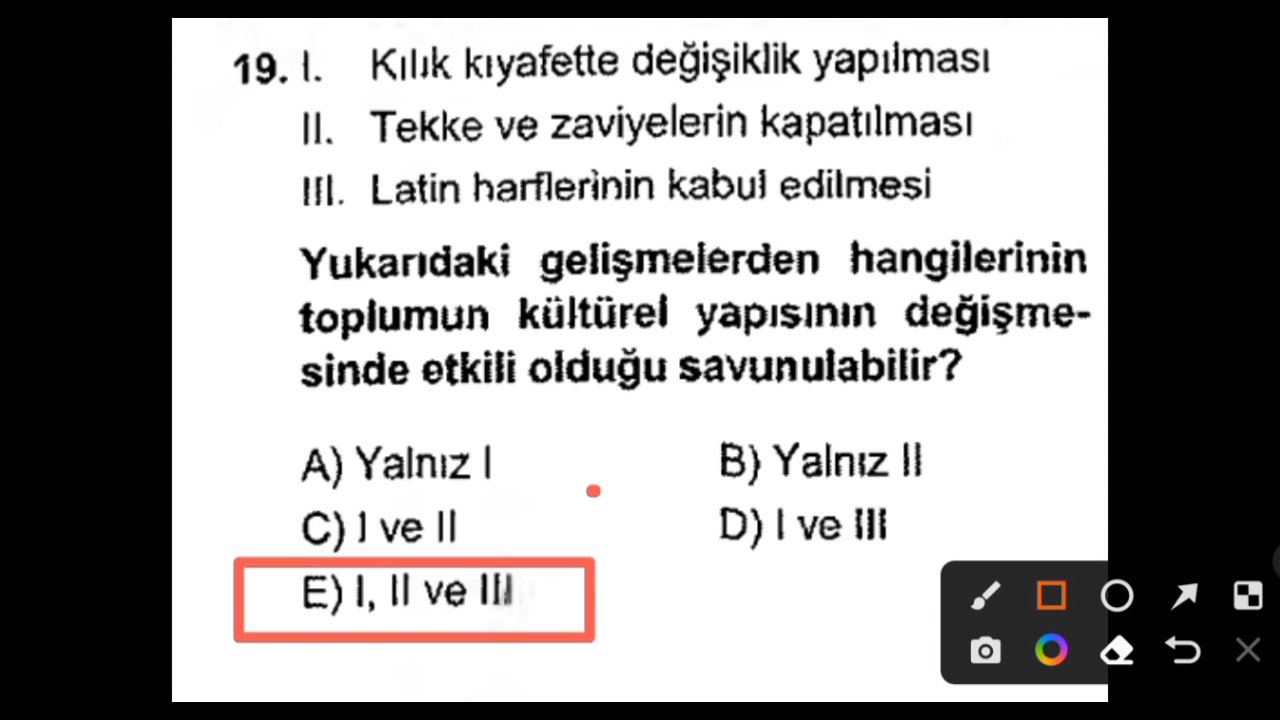 19. I. Kılık kıyafette değişiklik yapılması
II. Tekke ve zaviyelerin kapatılması
III. Latin harflerinin kabul edilmesi
Yukarıdaki gelişmelerden hangilerinin
toplumun kültürel yapısının değişme-
sinde etkili olduğu savunulabilir?
A) Yalnız I
B) Yalnız II
C) I ve II
D) I ve III
E) I, II ve III